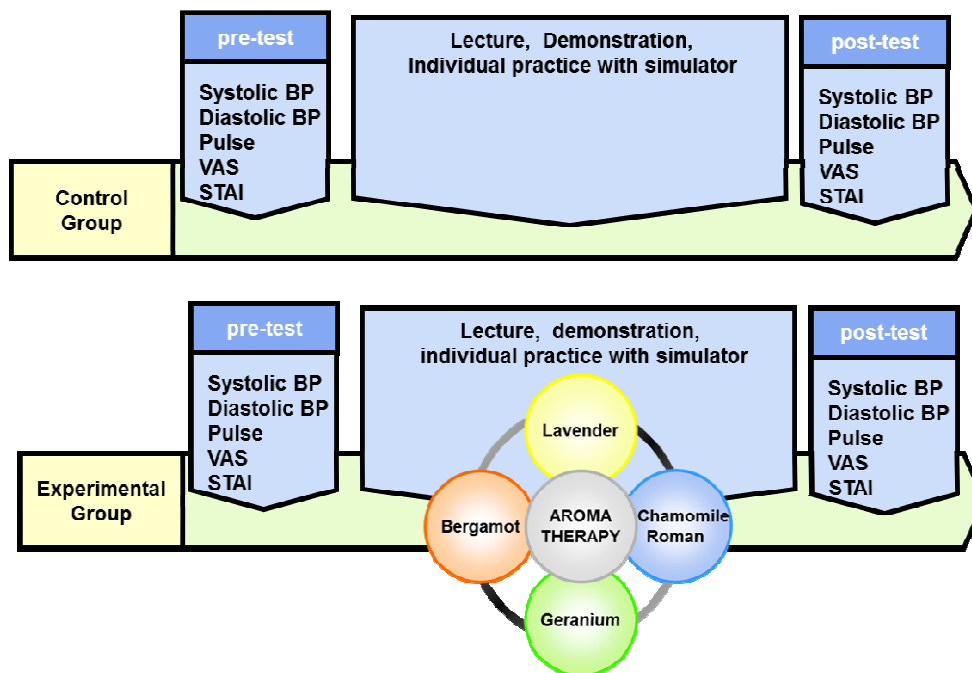 pre-test
Systolic BP
Diastolic BP
Pulse
VAS
STAI
Lecture, Demonstration,
Individual practice with simulator
post-test
Systolic BP
Diastolic BP
Pulse
VAS
STAI
Control
Group
pre-test
Systolic BP
Diastolic BP
Pulse
VAS
STAI
Lecture, demonstration,
individual practice with simulator
post-test
Systolic BP
Diastolic BP
Pulse
VAS
STAI
Experimental
Group
Lavender
Bergamot
AROMA
THERAPY
Chamomile
Roman
Geranium